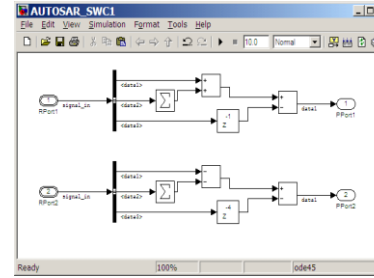 AUTOSAR_SWC1
File Edit View Simulation Format Tools Help
10.0 Normal
1
RPort1
signal_in
<data1>
<data2>
<data3>
+
+
Σ
-1
Z
+
−
data1
1
PPort1
2
RPort2
signal_in
<data1>
<data2>
<data3>
−
−
Σ
-4
Z
+
−
data1
2
PPort2
Ready 100% ode45